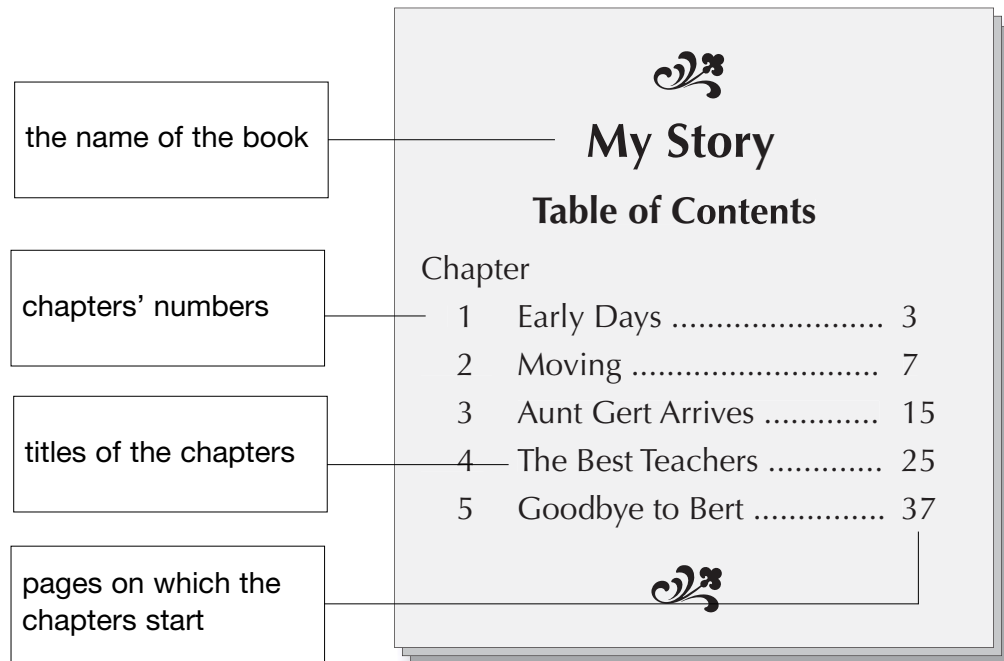 the name of the book
My Story
Table of Contents
chapters’ numbers
Chapter
1 Early Days ........................ 3
2 Moving ............................ 7
3 Aunt Gert Arrives ............. 15
titles of the chapters
4 The Best Teachers ............. 25
5 Goodbye to Bert ............... 37
pages on which the
chapters start